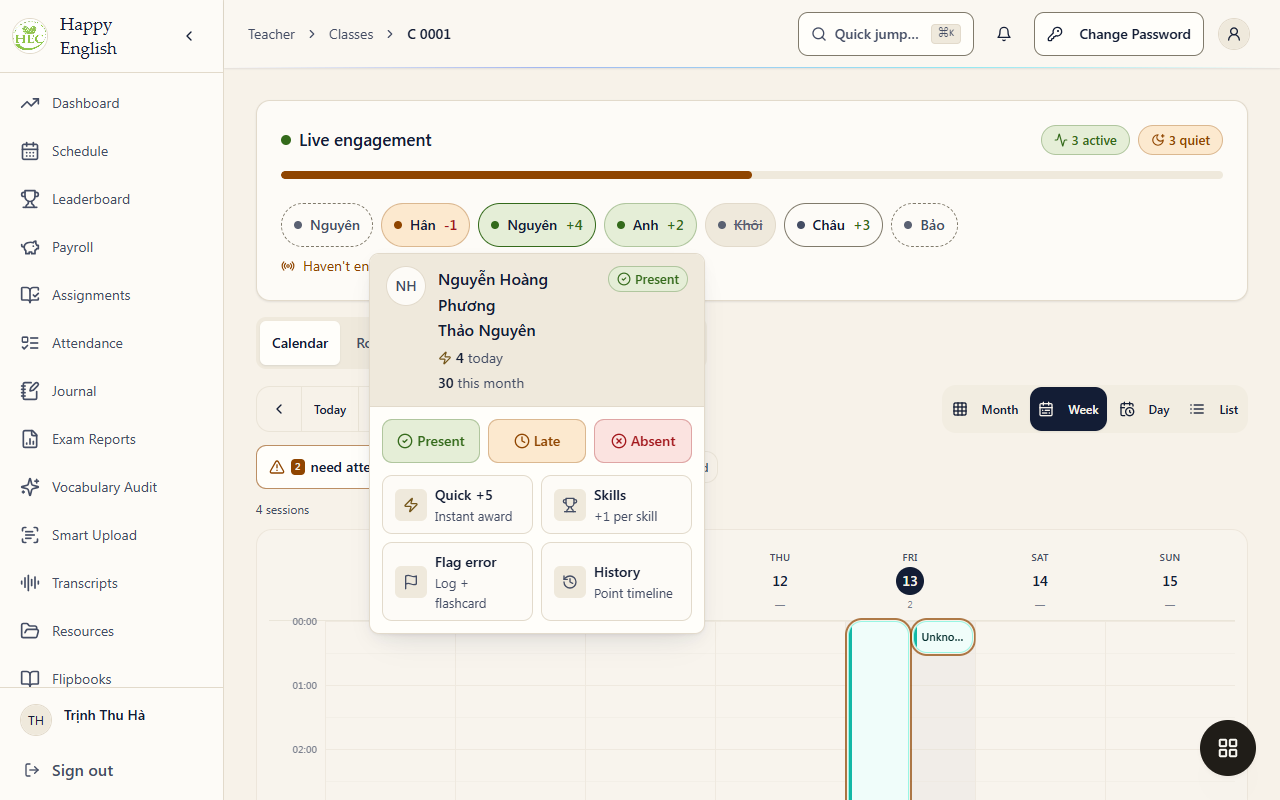 Happy English
Teacher > Classes > C 0001
Quick jump... ⌘K
Change Password
Dashboard
Schedule
Leaderboard
Payroll
Assignments
Attendance
Journal
Exam Reports
Vocabulary Audit
Smart Upload
Transcripts
Resources
Flipbooks
TH Trịnh Thu Hà
Sign out
Live engagement
3 active
3 quiet
Nguyên
Hân -1
Nguyên +4
Anh +2
Khôi
Châu +3
Bảo
Haven't en
NH
Nguyễn Hoàng
Phương
Thảo Nguyên
Present
4 today
30 this month
Present
Late
Absent
Quick +5
Instant award
Skills
+1 per skill
Flag error
Log +
flashcard
History
Point timeline
Calendar
Today
Month
Week
Day
List
2 need atte
4 sessions
THU
12
—
FRI
13
2
SAT
14
—
SUN
15
—
00:00
01:00
02:00
Unkno...